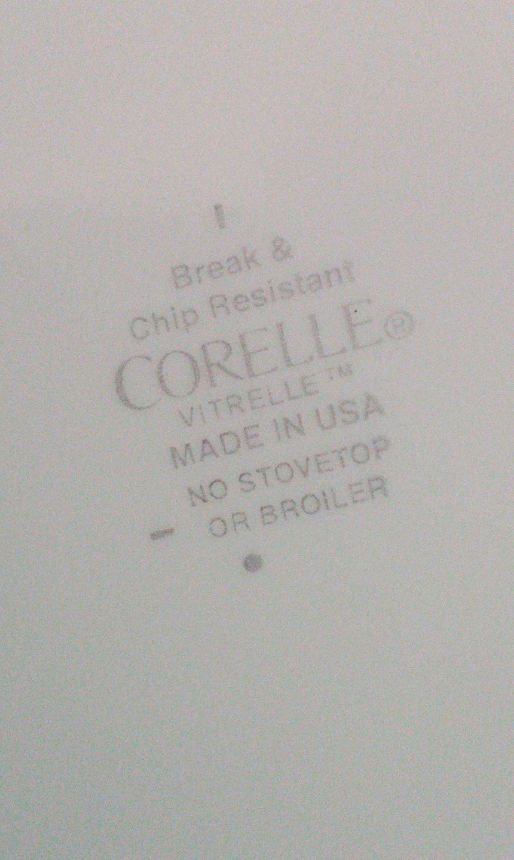 Break &
Chip Resistant
CORELLE®
VITRELLE™
MADE IN USA
NO STOVETOP
OR BROILER